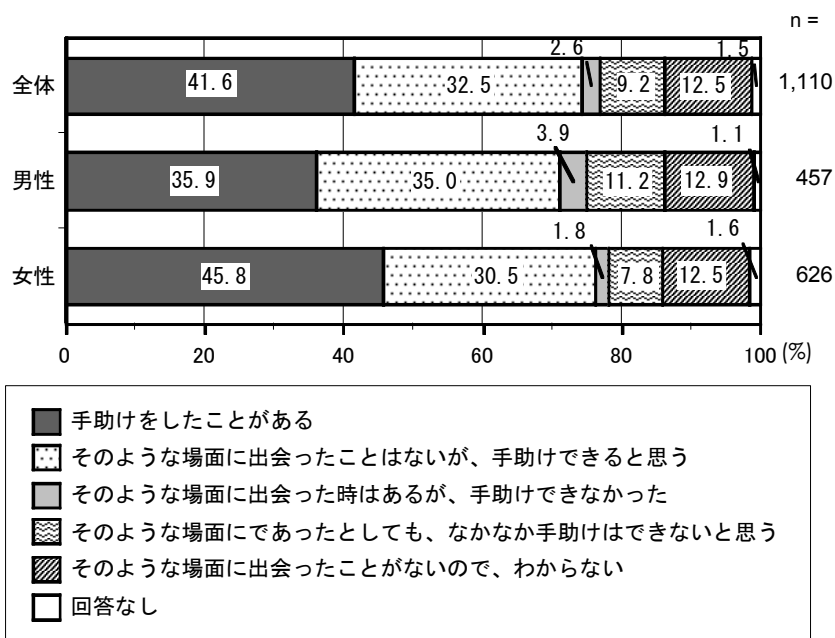 n =
2.6 1.5
全体 41.6 32.5 9.2 12.5 1,110
3.9 1.1
男性 35.9 35.0 11.2 12.9 457
1.8 1.6
女性 45.8 30.5 7.8 12.5 626
0 20 40 60 80 100 (%)
手助けをしたことがある
そのような場面に出会ったことはないが、手助けできると思う
そのような場面に出会った時はあるが、手助けできなかった
そのような場面にであったとしても、なかなか手助けはできないと思う
そのような場面に出会ったことがないので、わからない
回答なし